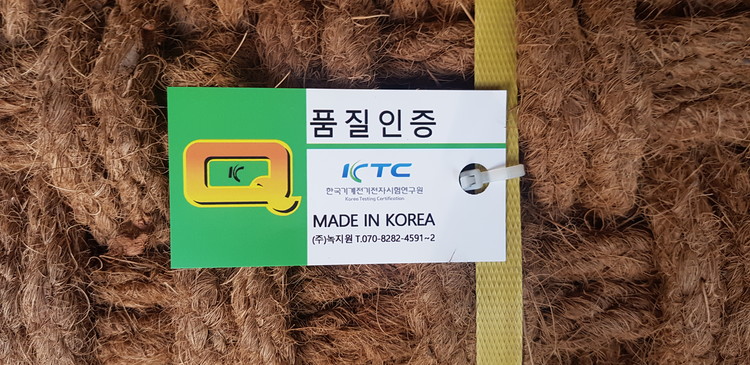 품질인증
Q
K
KTC
한국기계전기전자시험연구원
Korea Testing Certification
MADE IN KOREA
(주)녹지원 T.070-8282-4591~2